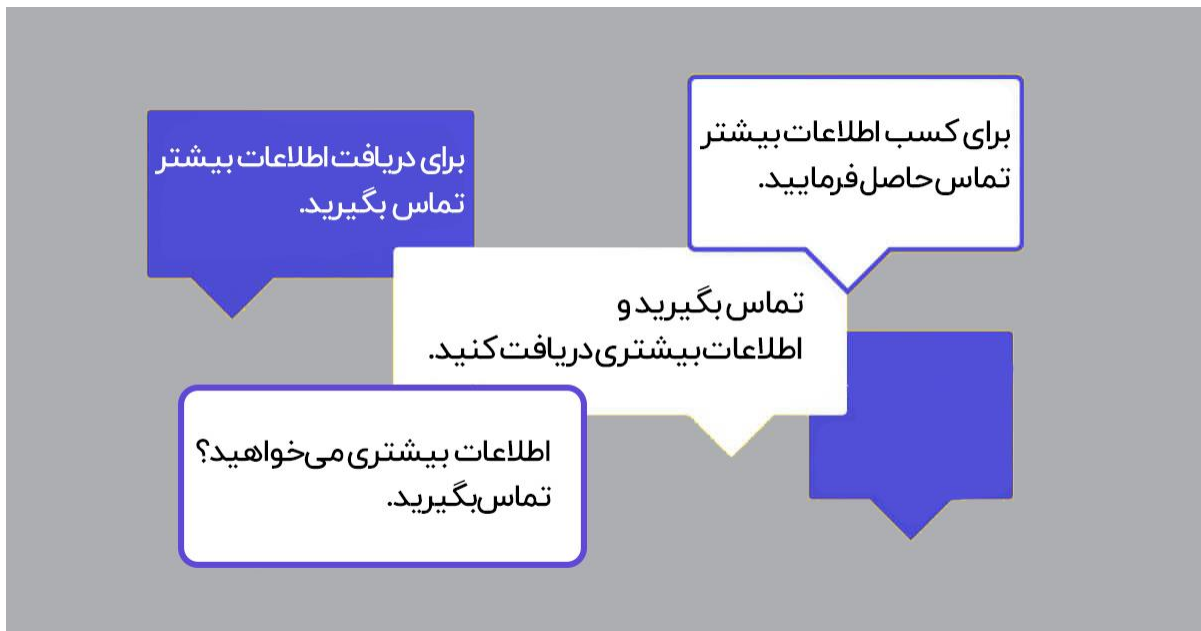 برای کسب اطلاعات بیشتر
تماس حاصل فرمایید.
برای دریافت اطلاعات بیشتر
تماس بگیرید.
تماس بگیرید و
اطلاعات بیشتری دریافت کنید.
اطلاعات بیشتری می‌خواهید؟
تماس بگیرید.